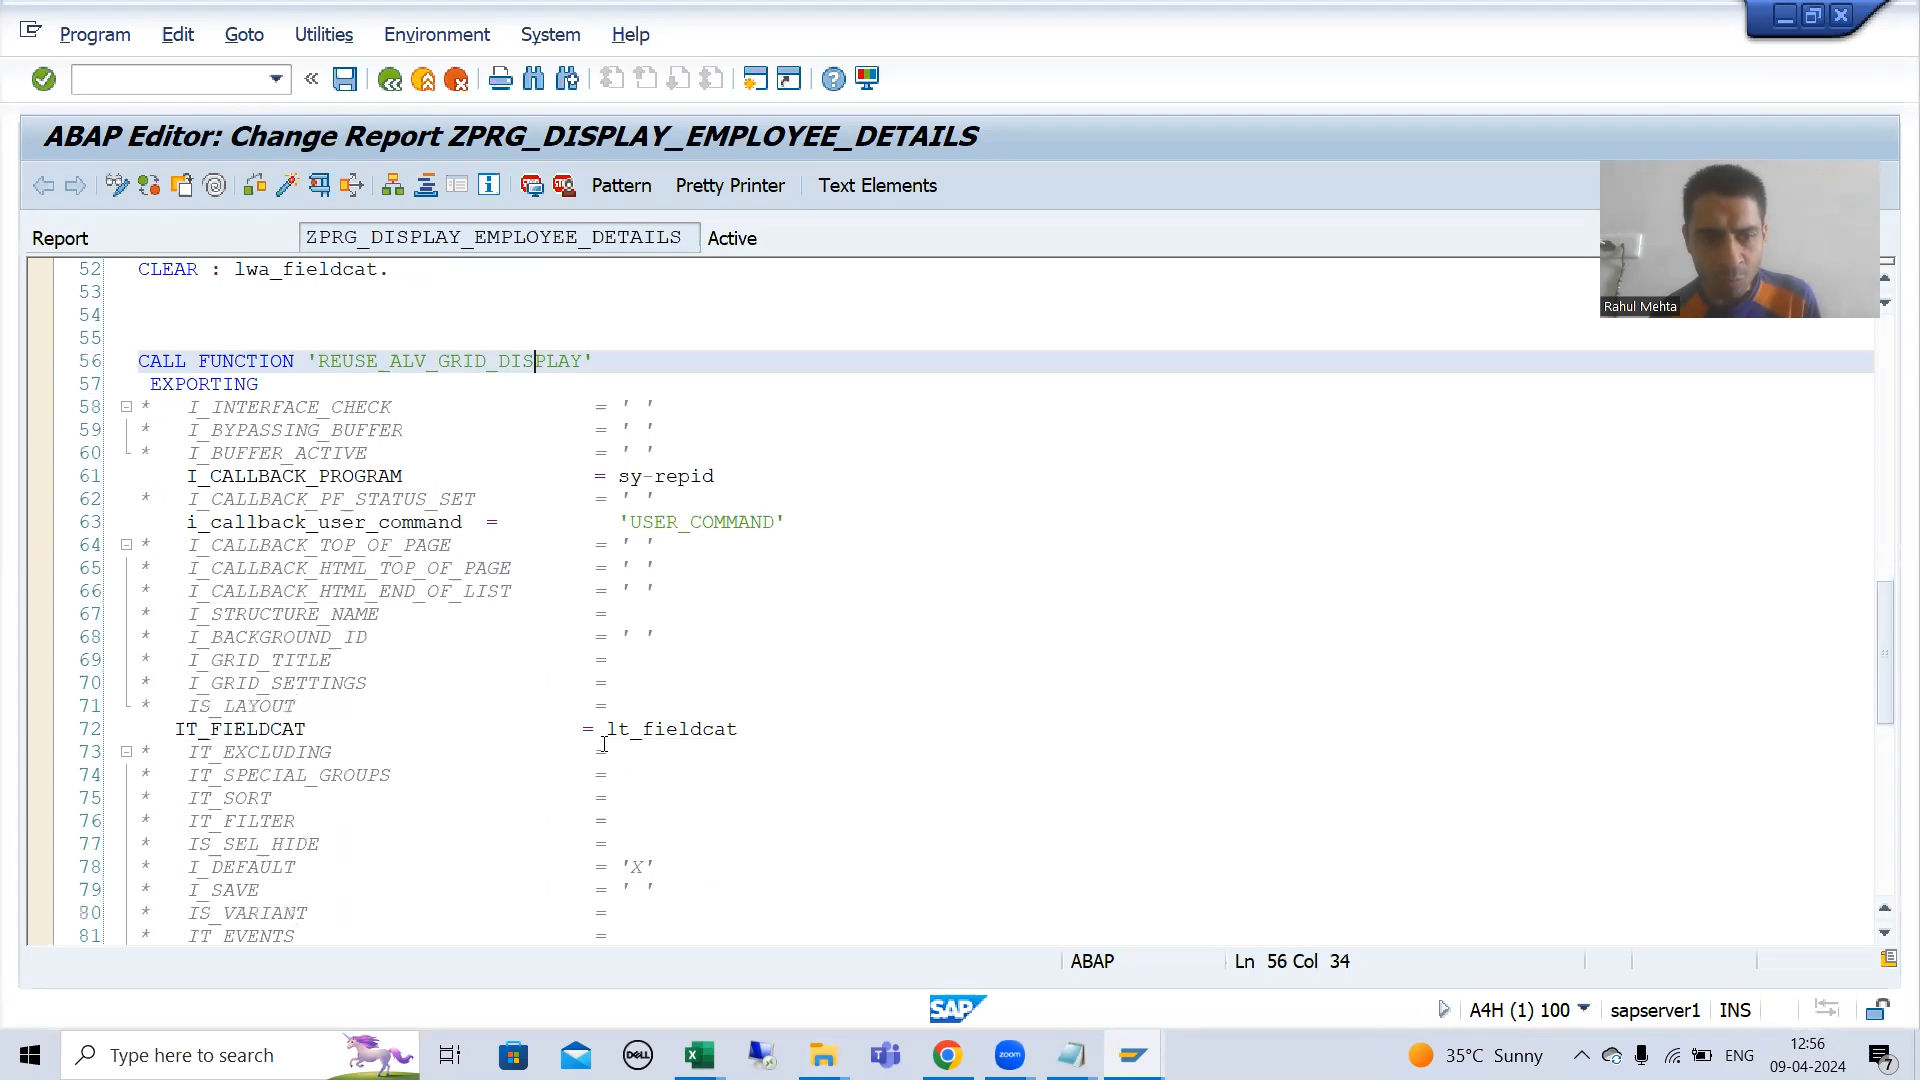 Program Edit Goto Utilities Environment System Help
ABAP Editor: Change Report ZPRG_DISPLAY_EMPLOYEE_DETAILS
Pattern Pretty Printer Text Elements
Report ZPRG_DISPLAY_EMPLOYEE_DETAILS Active
Rahul Mehta
52 CLEAR : lwa_fieldcat.
53
54
55
56 CALL FUNCTION 'REUSE_ALV_GRID_DISPLAY'
57 EXPORTING
58 * I_INTERFACE_CHECK = ' '
59 * I_BYPASSING_BUFFER = ' '
60 * I_BUFFER_ACTIVE = ' '
61 I_CALLBACK_PROGRAM = sy-repid
62 * I_CALLBACK_PF_STATUS_SET = ' '
63 i_callback_user_command = 'USER_COMMAND'
64 * I_CALLBACK_TOP_OF_PAGE = ' '
65 * I_CALLBACK_HTML_TOP_OF_PAGE = ' '
66 * I_CALLBACK_HTML_END_OF_LIST = ' '
67 * I_STRUCTURE_NAME =
68 * I_BACKGROUND_ID = ' '
69 * I_GRID_TITLE =
70 * I_GRID_SETTINGS =
71 * IS_LAYOUT =
72 IT_FIELDCAT = lt_fieldcat
73 * IT_EXCLUDING =
74 * IT_SPECIAL_GROUPS =
75 * IT_SORT =
76 * IT_FILTER =
77 * IS_SEL_HIDE =
78 * I_DEFAULT = 'X'
79 * I_SAVE = ' '
80 * IS_VARIANT =
81 * IT_EVENTS =
ABAP Ln 56 Col 34
SAP A4H (1) 100 sapserver1 INS
Type here to search DELL zoom 35°C Sunny ENG 12:56
09-04-2024 7